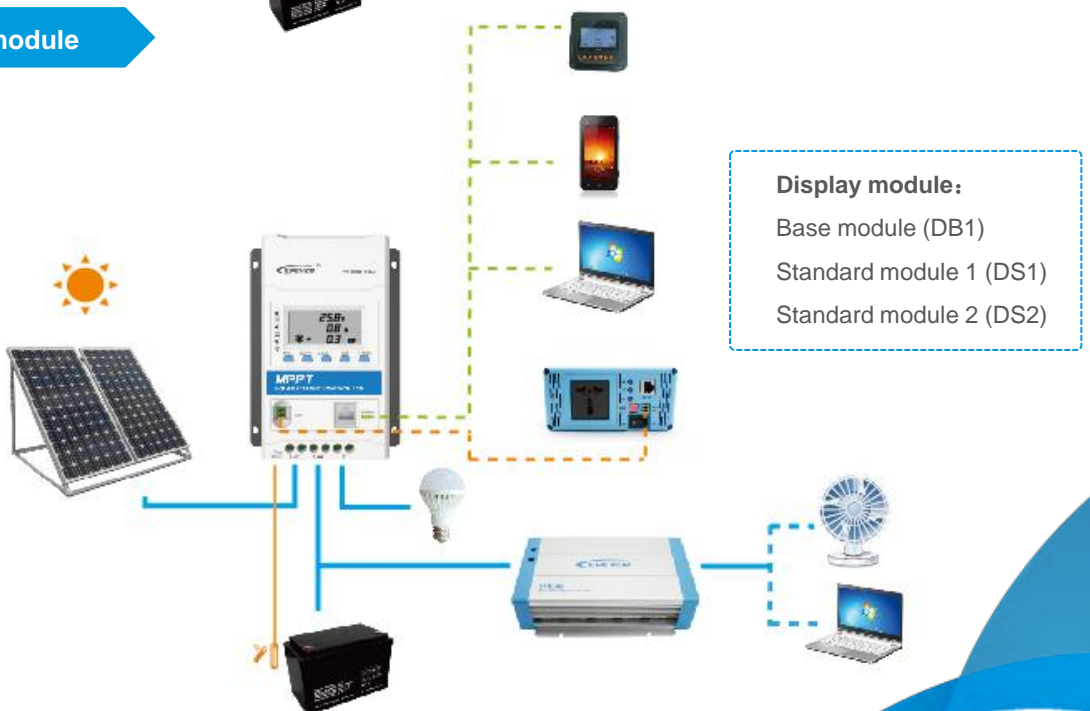 module
25.8V
0.8
0.3
MPPT
Display module：
Base module (DB1)
Standard module 1 (DS1)
Standard module 2 (DS2)